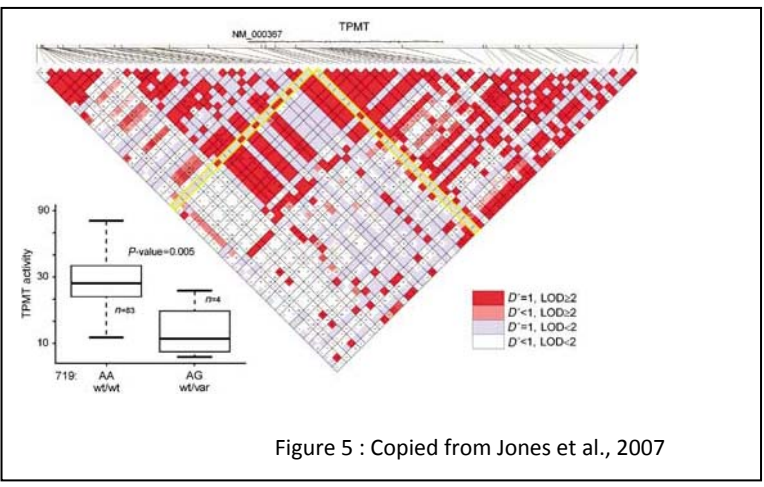 TPMT
NM_000367
90
30
10
TPMT activity
P-value=0.005
n=83
n=4
719: AA AG
wt/wt wt/var
D´=1, LOD≥2
D´<1, LOD≥2
D´=1, LOD<2
D´<1, LOD<2
Figure 5 : Copied from Jones et al., 2007